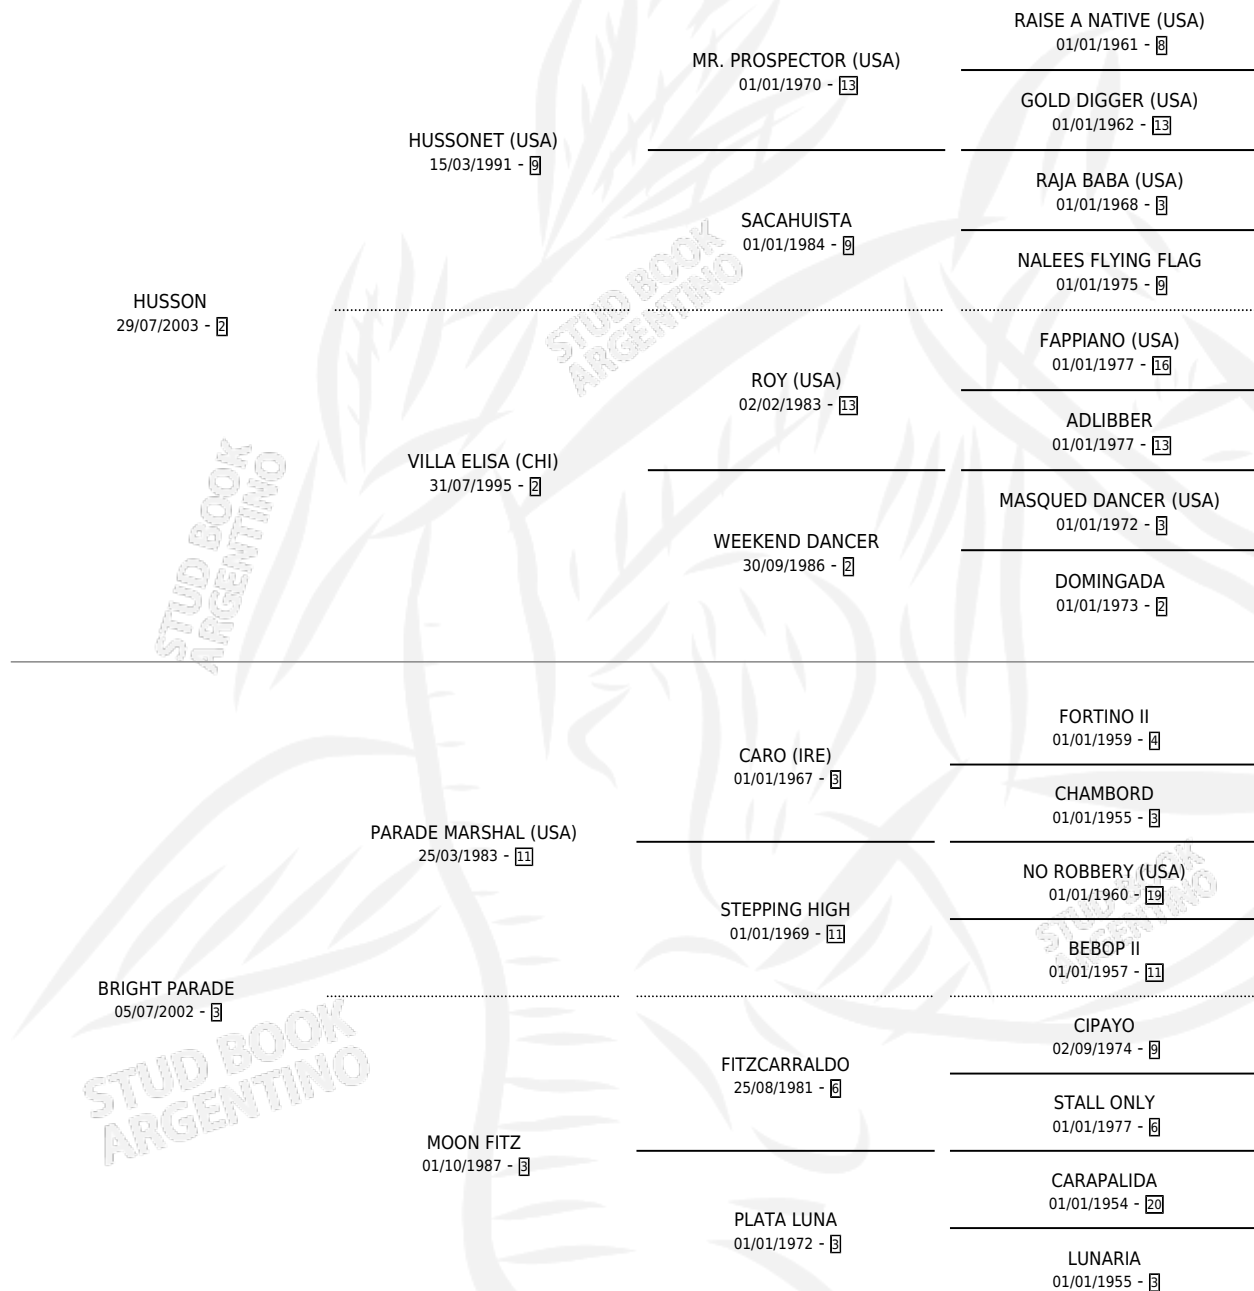 RAISE A NATIVE (USA)
01/01/1961 - 8
MR. PROSPECTOR (USA)
01/01/1970 - 13
GOLD DIGGER (USA)
01/01/1962 - 13
HUSSONET (USA)
15/03/1991 - 9
RAJA BABA (USA)
01/01/1968 - 3
SACAHUISTA
01/01/1984 - 9
NALEES FLYING FLAG
01/01/1975 - 9
HUSSON
29/07/2003 - 2
FAPPIANO (USA)
01/01/1977 - 16
ROY (USA)
02/02/1983 - 13
ADLIBBER
01/01/1977 - 13
VILLA ELISA (CHI)
31/07/1995 - 2
MASQUED DANCER (USA)
01/01/1972 - 3
WEEKEND DANCER
30/09/1986 - 2
DOMINGADA
01/01/1973 - 2
FORTINO II
01/01/1959 - 4
CARO (IRE)
01/01/1967 - 3
CHAMBORD
01/01/1955 - 3
PARADE MARSHAL (USA)
25/03/1983 - 11
NO ROBBERY (USA)
01/01/1960 - 19
STEPPING HIGH
01/01/1969 - 11
BEBOP II
01/01/1957 - 11
BRIGHT PARADE
05/07/2002 - 3
CIPAYO
02/09/1974 - 9
FITZCARRALDO
25/08/1981 - 6
STALL ONLY
01/01/1977 - 6
MOON FITZ
01/10/1987 - 3
CARAPALIDA
01/01/1954 - 20
PLATA LUNA
01/01/1972 - 3
LUNARIA
01/01/1955 - 3
STUD BOOK
ARGENTINO
STUD BOOK
ARGENTINO
STUD BOOK
ARGENTINO
STUD BOOK
ARGENTINO